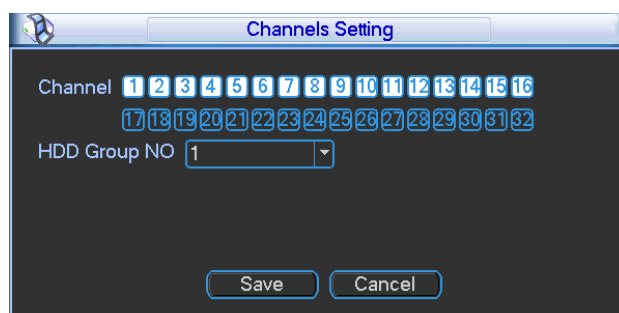 Channels Setting
Channel 1 2 3 4 5 6 7 8 9 10 11 12 13 14 15 16
17 18 19 20 21 22 23 24 25 26 27 28 29 30 31 32
HDD Group NO 1
Save Cancel